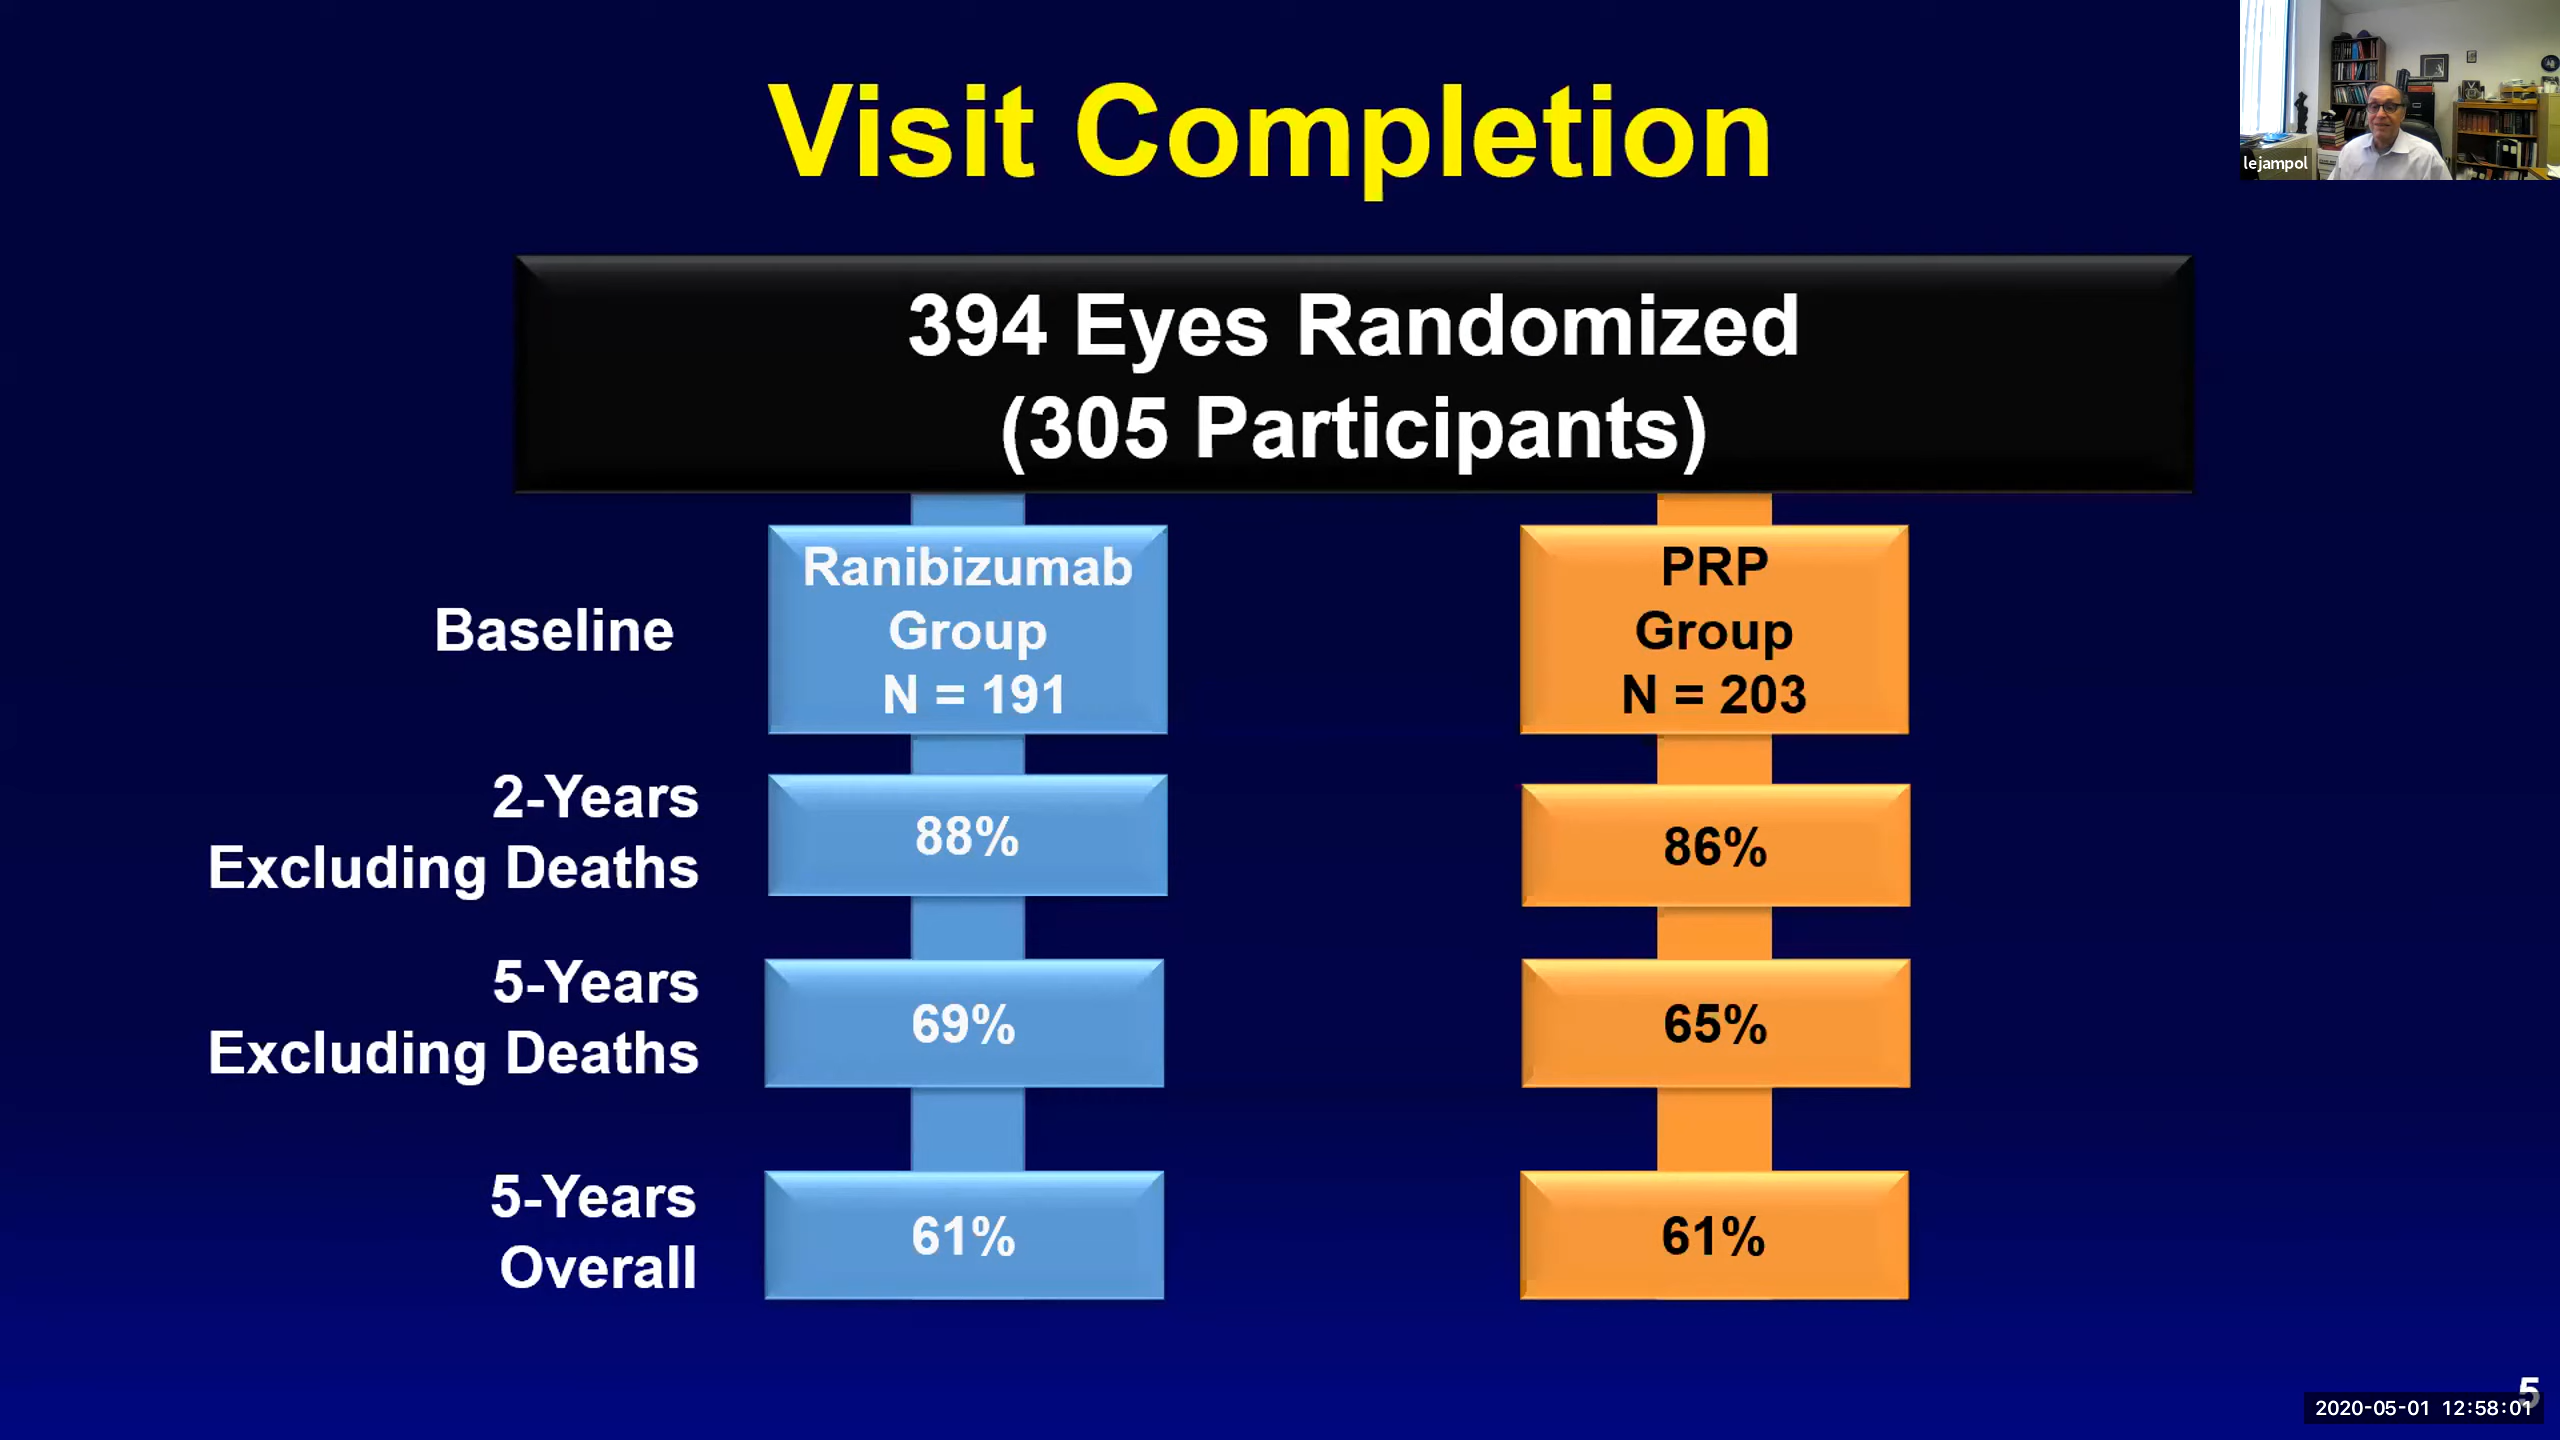 Visit Completion
lejampol
394 Eyes Randomized
(305 Participants)
Baseline
Ranibizumab
Group
N = 191
PRP
Group
N = 203
2-Years
Excluding Deaths
88%
86%
5-Years
Excluding Deaths
69%
65%
5-Years
Overall
61%
61%
5
2020-05-01 12:58:01